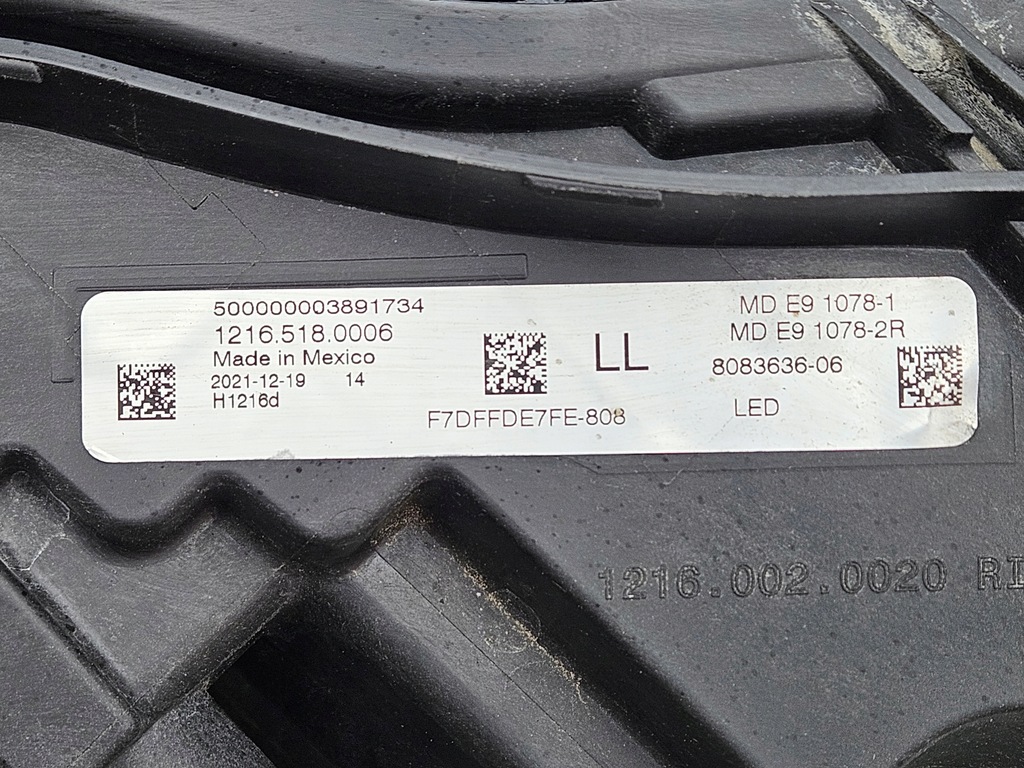 500000003891734
1216.518.0006
Made in Mexico
2021-12-19 14
H1216d
F7DFFDE7FE-808
LL
MD E9 1078-1
MD E9 1078-2R
8083636-06
LED
1216.002.0020 RI